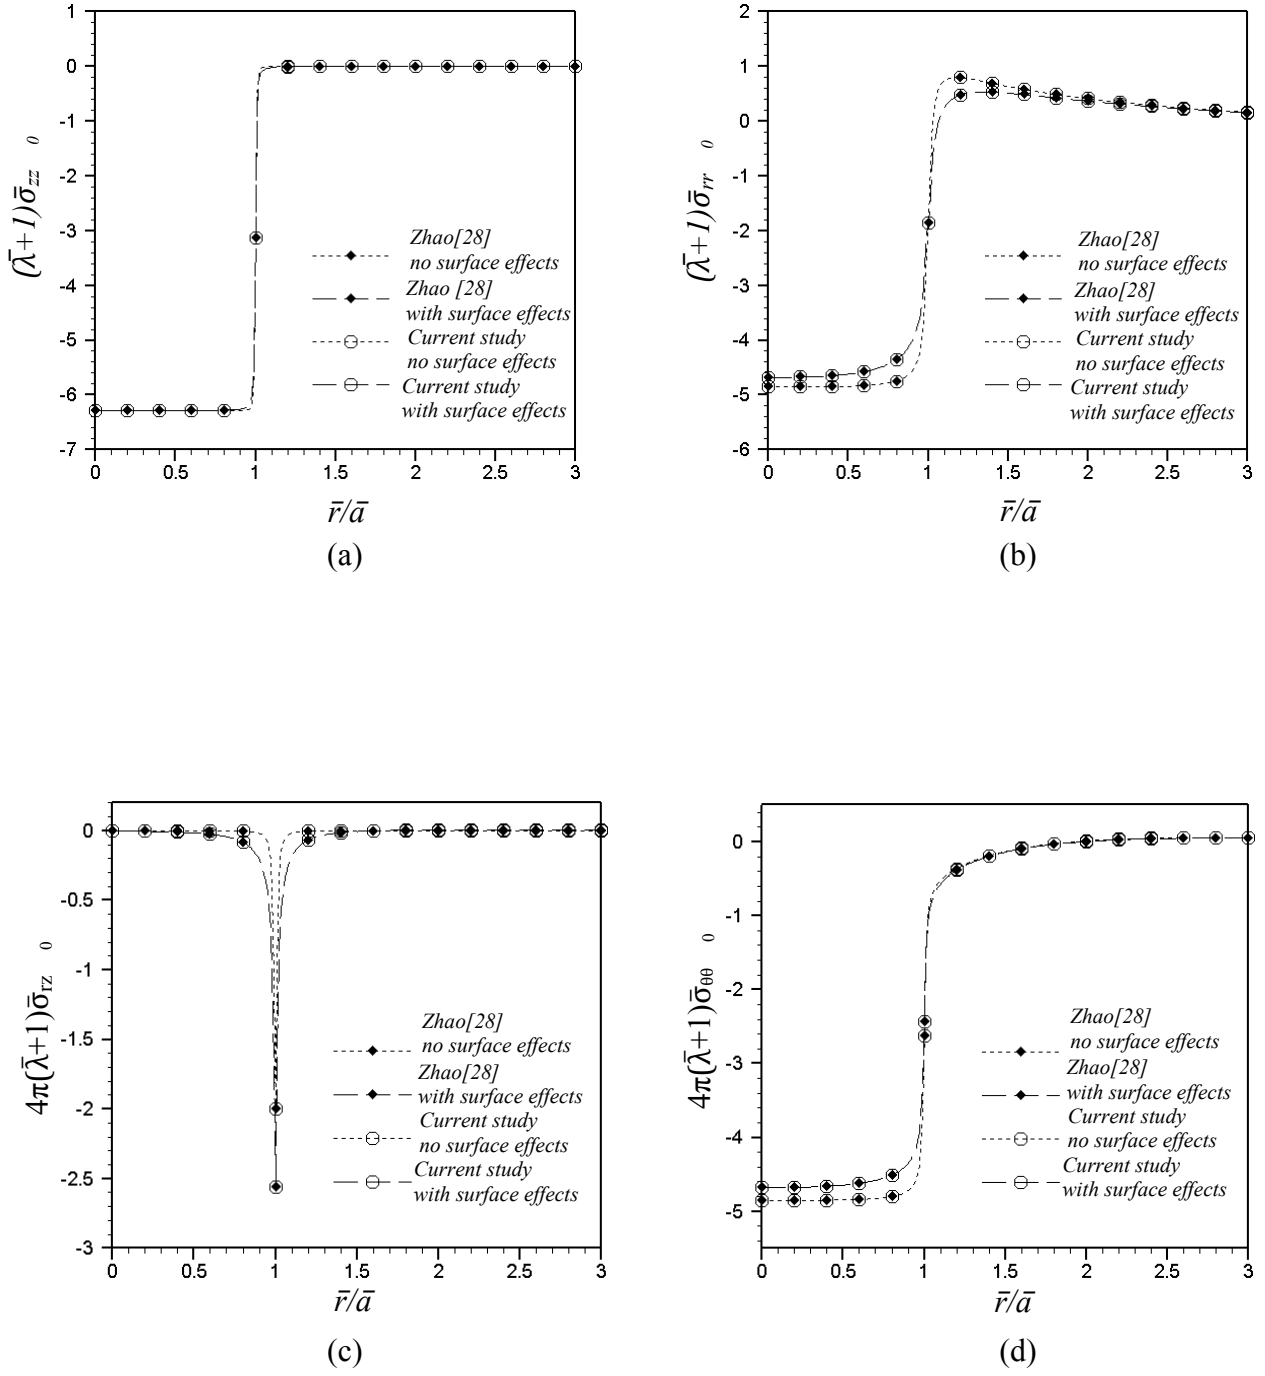 1
0
-1
-2
-3
-4
-5
-6
-7
(λ̄+1)σ̄zz 0
Zhao[28]
no surface effects
Zhao [28]
with surface effects
Current study
no surface effects
Current study
with surface effects
0 0.5 1 1.5 2 2.5 3
r̄/ā
(a)
2
1
0
-1
-2
-3
-4
-5
-6
(λ̄+1)σ̄rr 0
Zhao[28]
no surface effects
Zhao[28]
with surface effects
Current study
no surface effects
Current study
with surface effects
0 0.5 1 1.5 2 2.5 3
r̄/ā
(b)
0
-0.5
-1
-1.5
-2
-2.5
-3
4π(λ̄+1)σ̄rz 0
Zhao[28]
no surface effects
Zhao[28]
with surface effects
Current study
no surface effects
Current study
with surface effects
0 0.5 1 1.5 2 2.5 3
r̄/ā
(c)
0
-1
-2
-3
-4
-5
4π(λ̄+1)σ̄θθ 0
Zhao[28]
no surface effects
Zhao[28]
with surface effects
Current study
no surface effects
Current study
with surface effects
0 0.5 1 1.5 2 2.5 3
r̄/ā
(d)